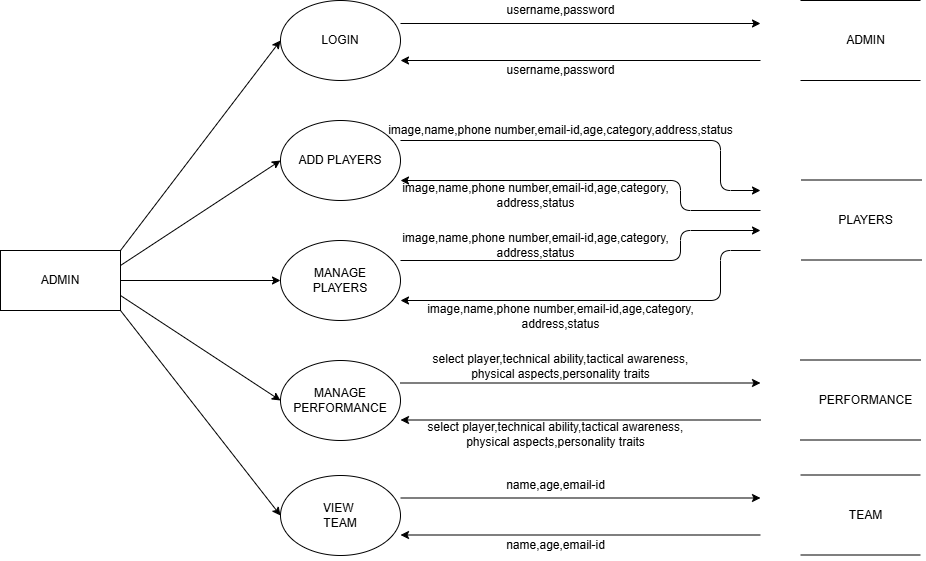 username,password
LOGIN
ADMIN
username,password
image,name,phone number,email-id,age,category,address,status
ADD PLAYERS
image,name,phone number,email-id,age,category,
address,status
PLAYERS
image,name,phone number,email-id,age,category,
address,status
ADMIN
MANAGE
PLAYERS
image,name,phone number,email-id,age,category,
address,status
select player,technical ability,tactical awareness,
physical aspects,personality traits
MANAGE
PERFORMANCE
PERFORMANCE
select player,technical ability,tactical awareness,
physical aspects,personality traits
name,age,email-id
VIEW
TEAM
TEAM
name,age,email-id